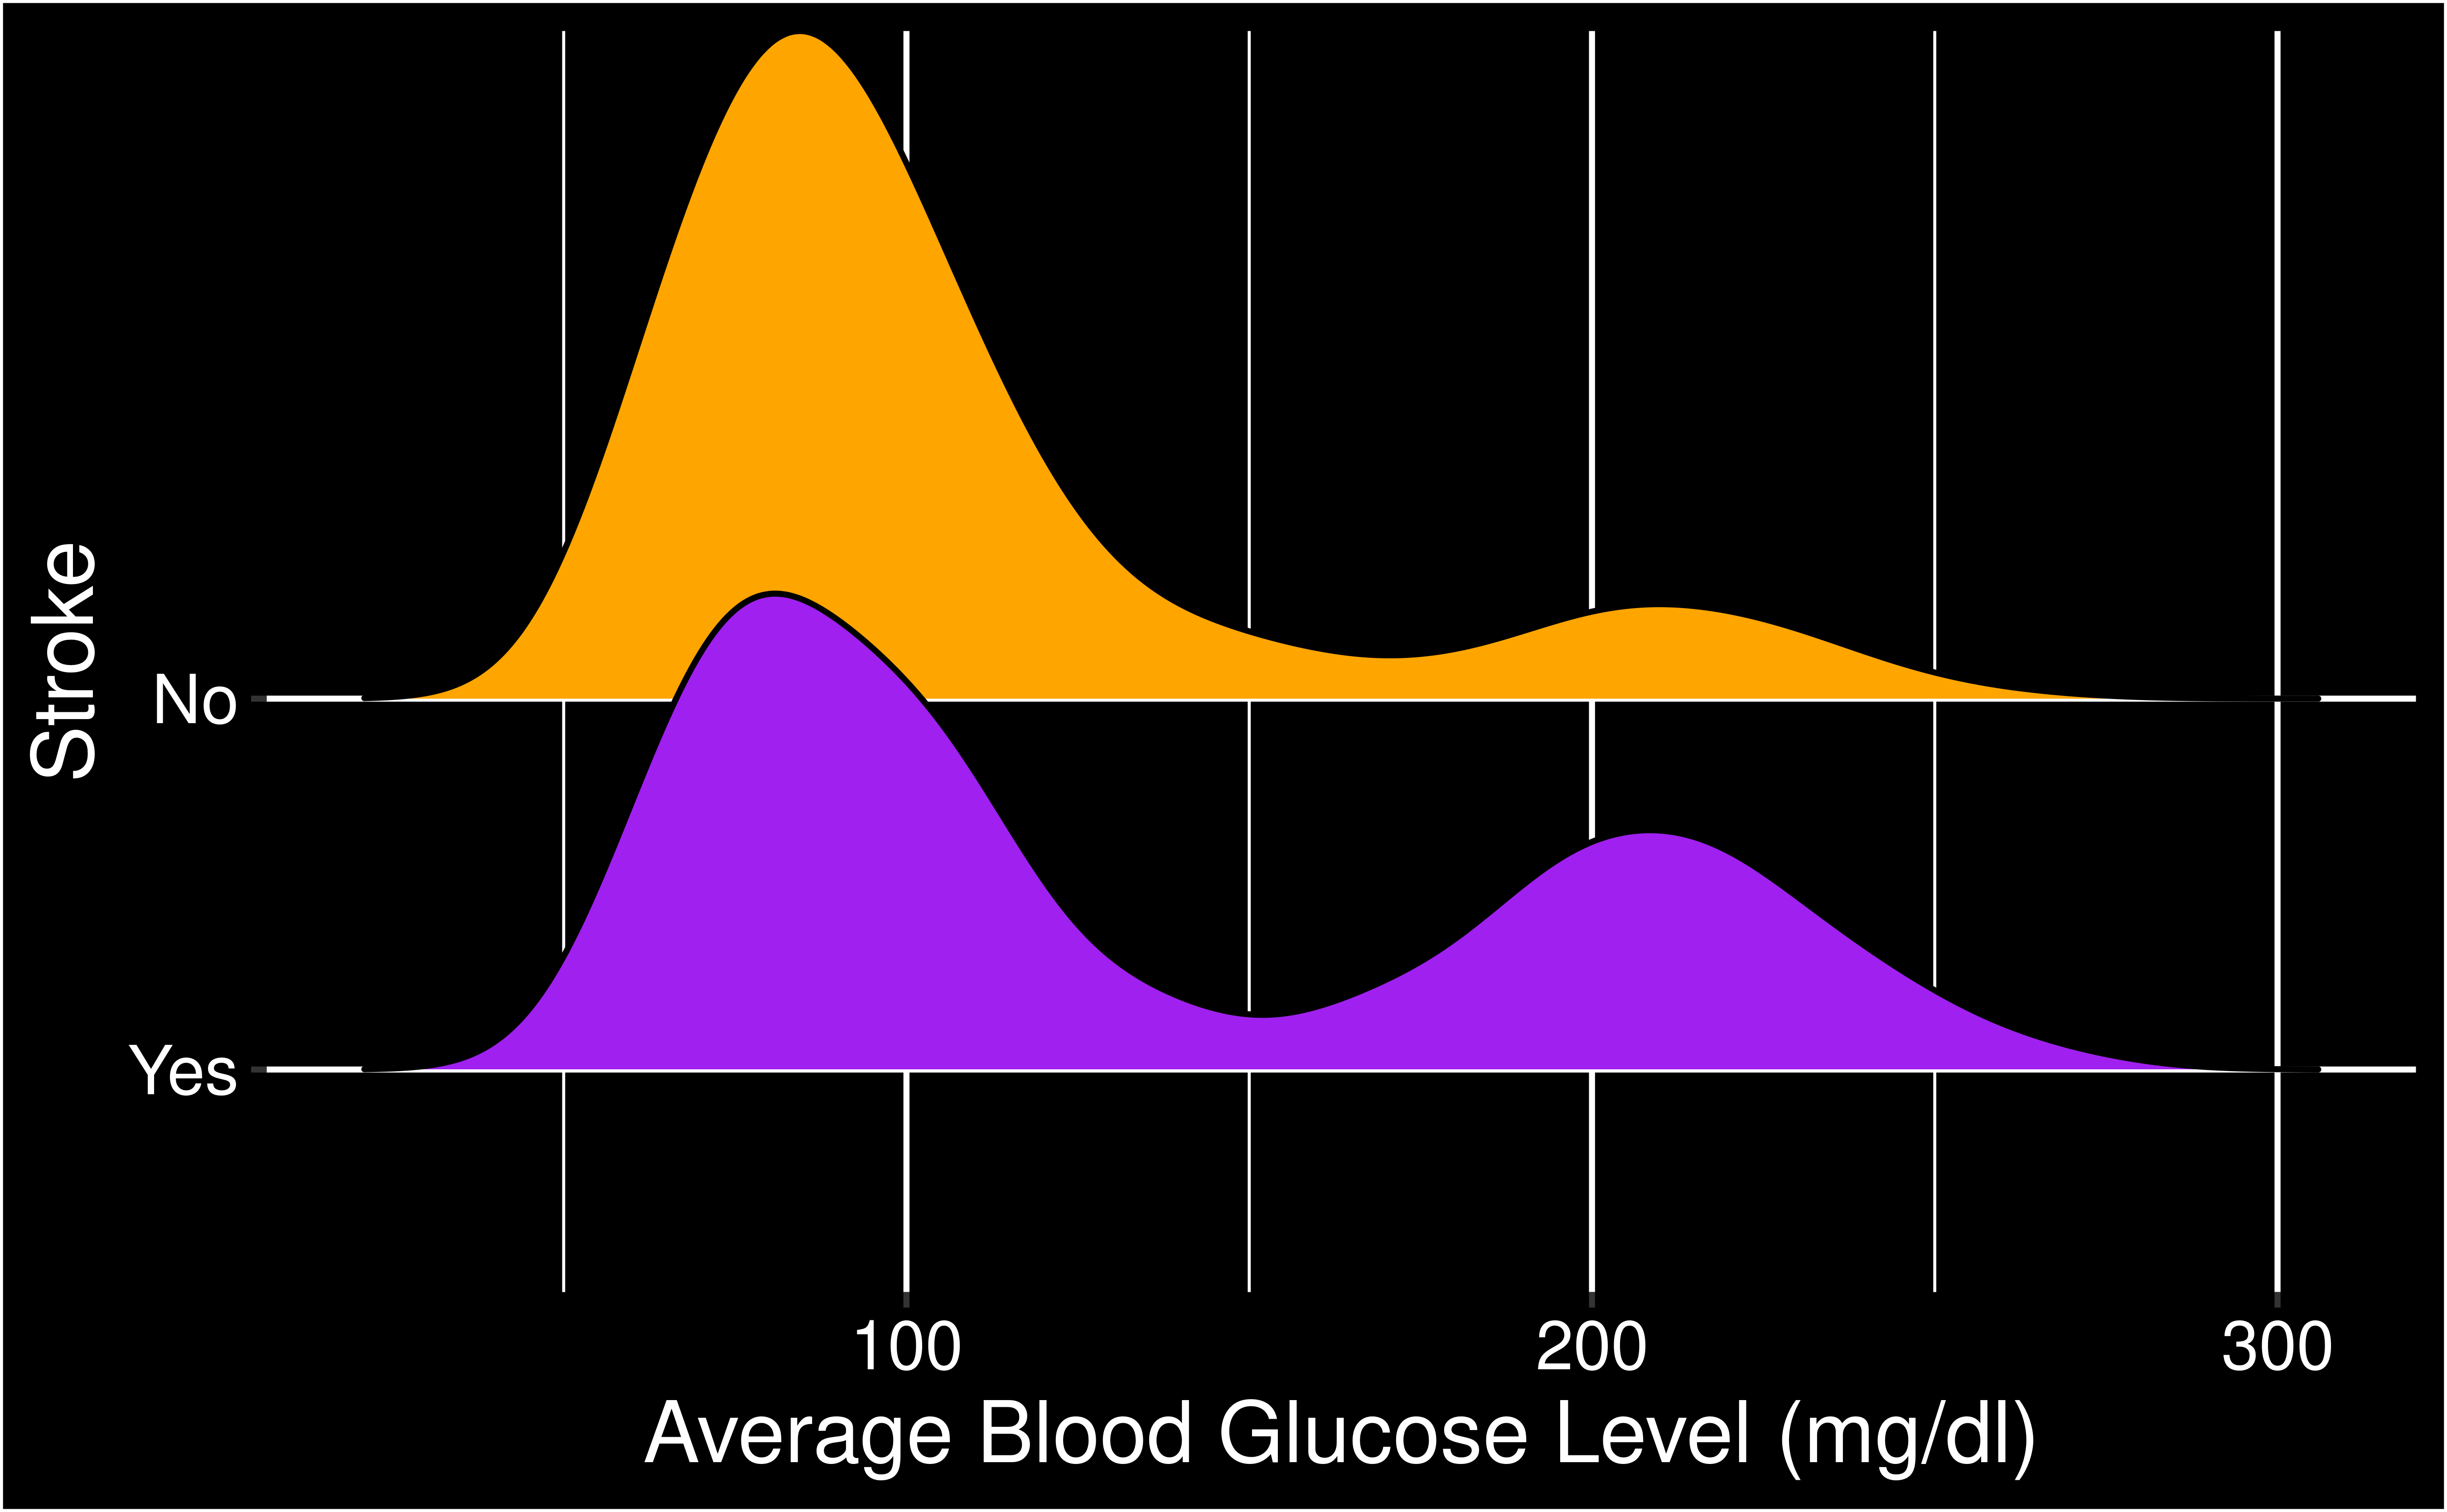 Stroke
No
Yes
100 200 300
Average Blood Glucose Level (mg/dl)